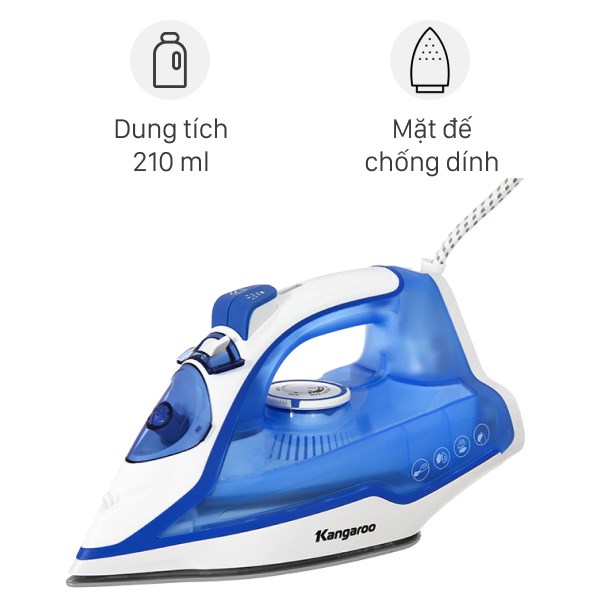 Dung tích
210 ml
Mặt đế
chống dính
Kangaroo